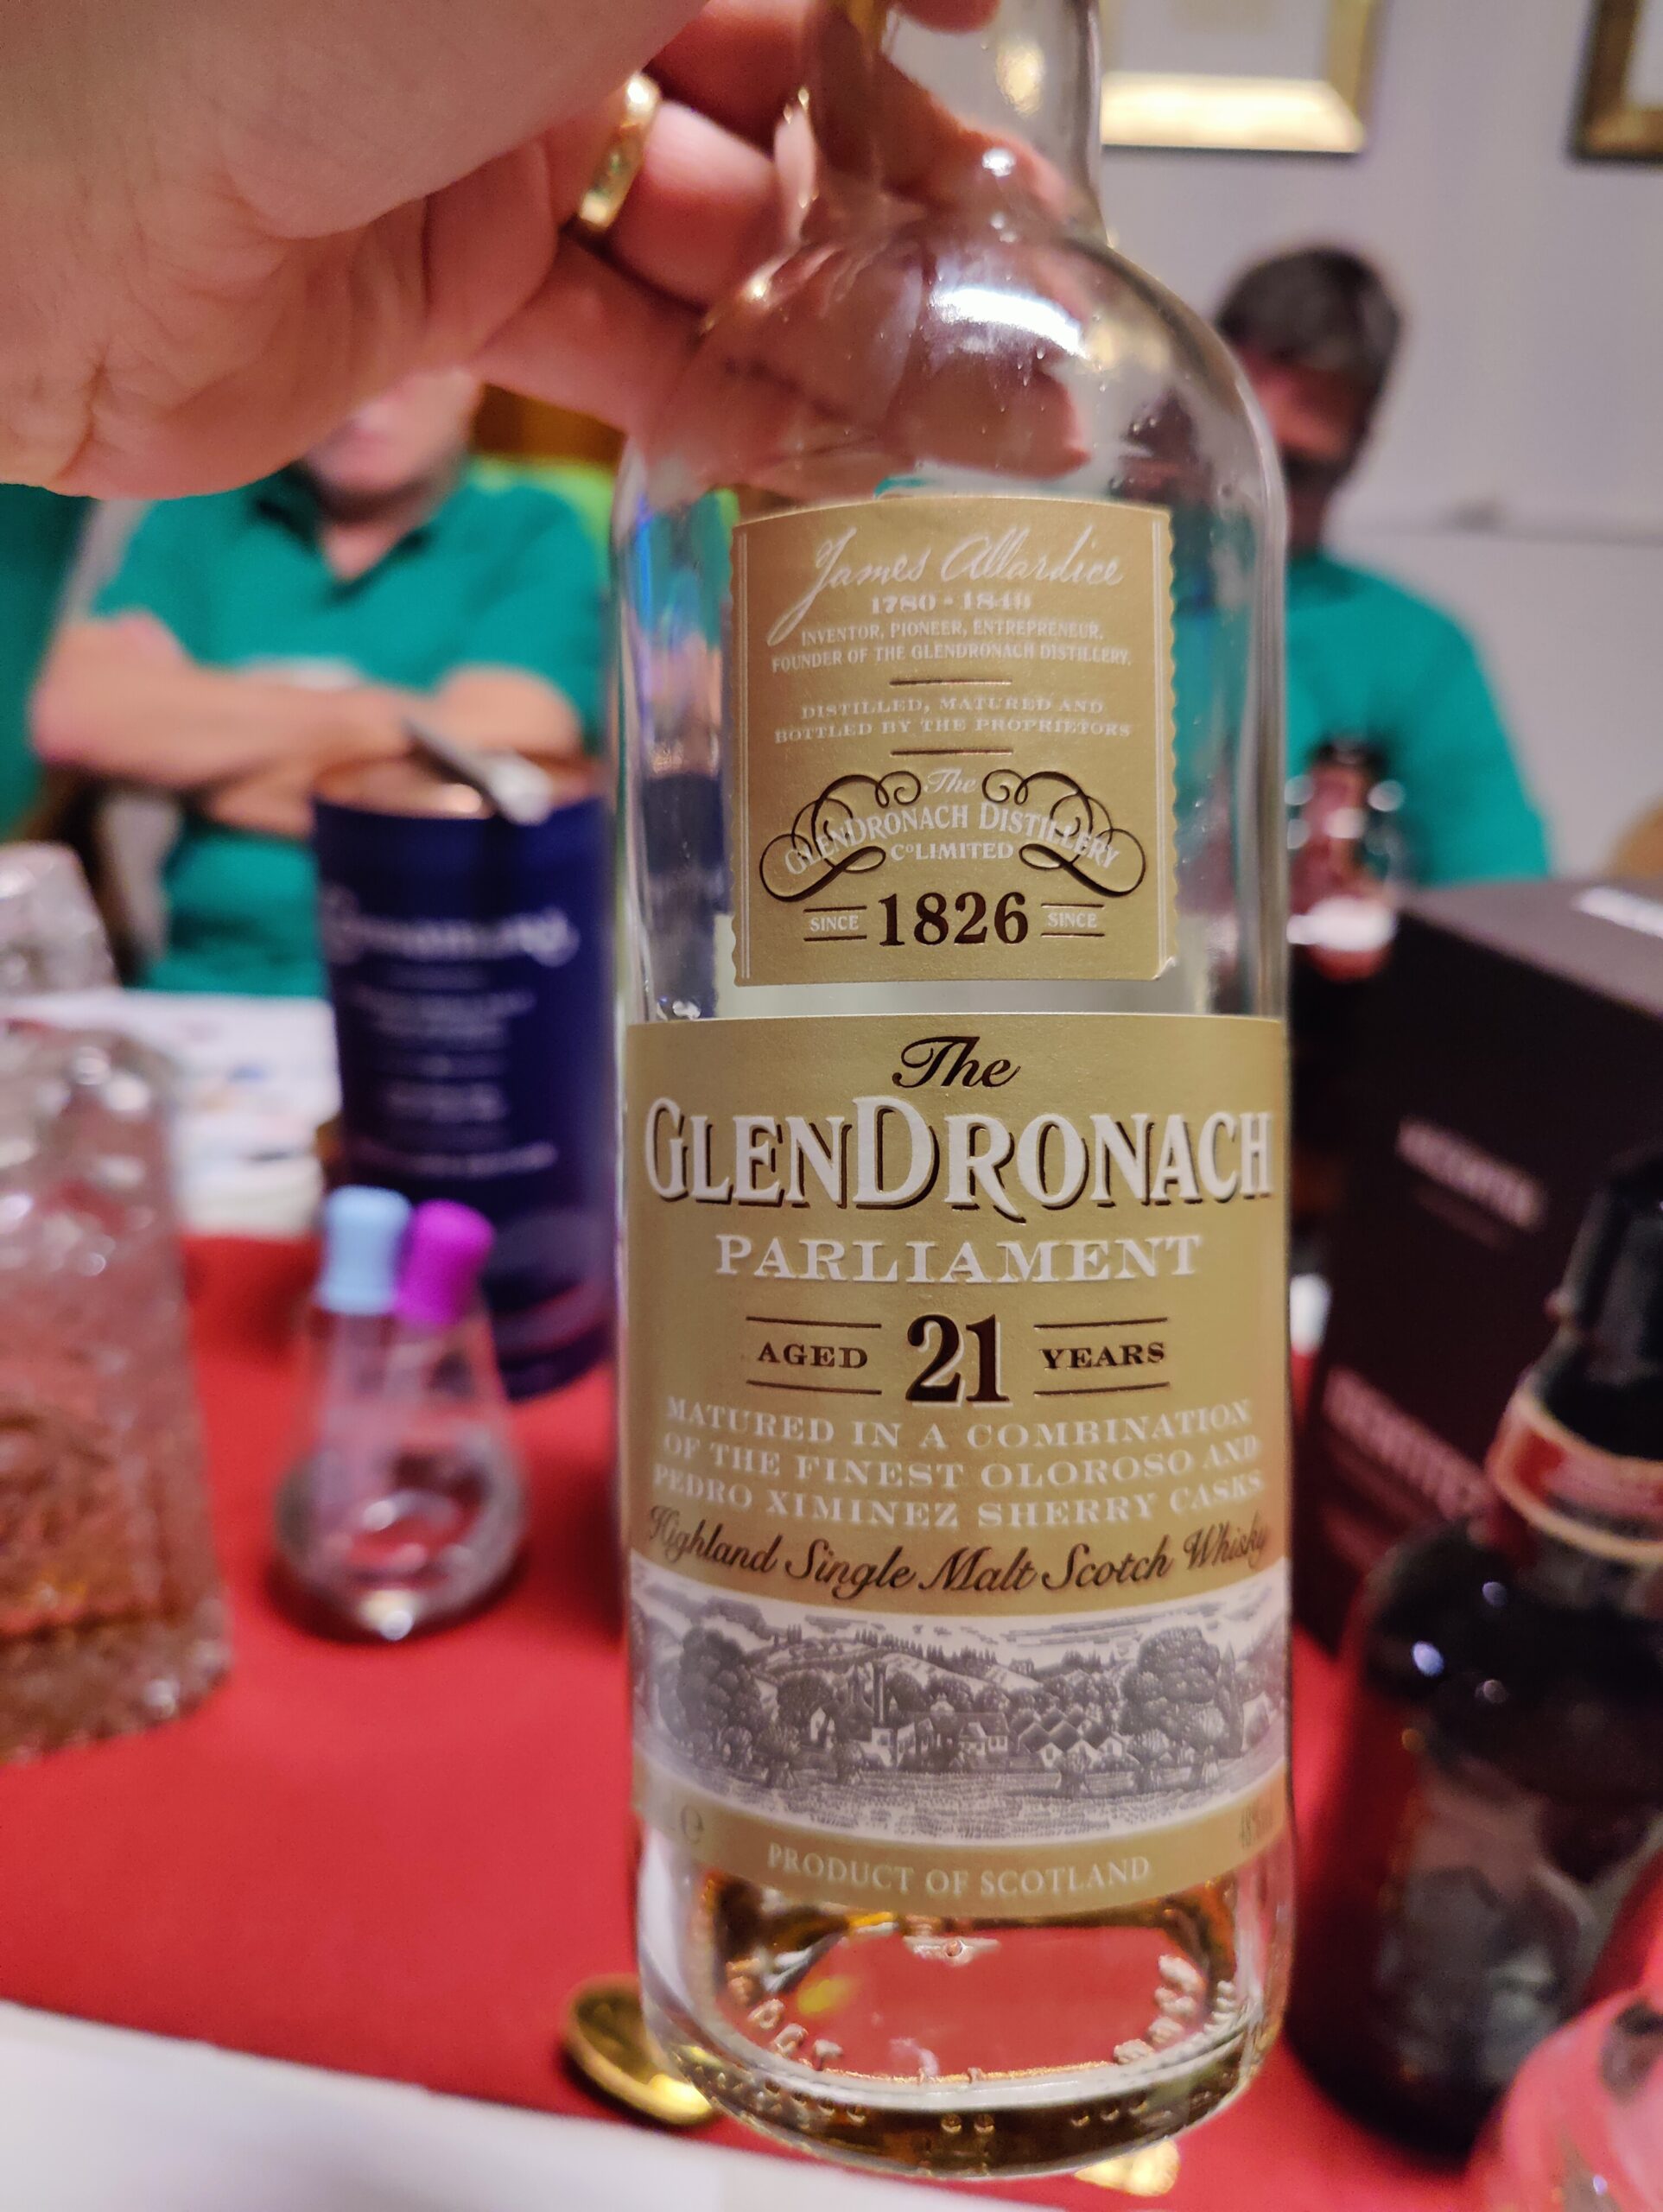 James Allardice
1780 - 1848
INVENTOR, PIONEER, ENTREPRENEUR,
FOUNDER OF THE GLENDRONACH DISTILLERY.
DISTILLED, MATURED AND
BOTTLED BY THE PROPRIETORS
The
GLENDRONACH DISTILLERY
Co LIMITED
SINCE 1826 SINCE
The
GLENDRONACH
PARLIAMENT
AGED 21 YEARS
MATURED IN A COMBINATION
OF THE FINEST OLOROSO AND
PEDRO XIMINEZ SHERRY CASKS
Highland Single Malt Scotch Whisky
e 48%
PRODUCT OF SCOTLAND